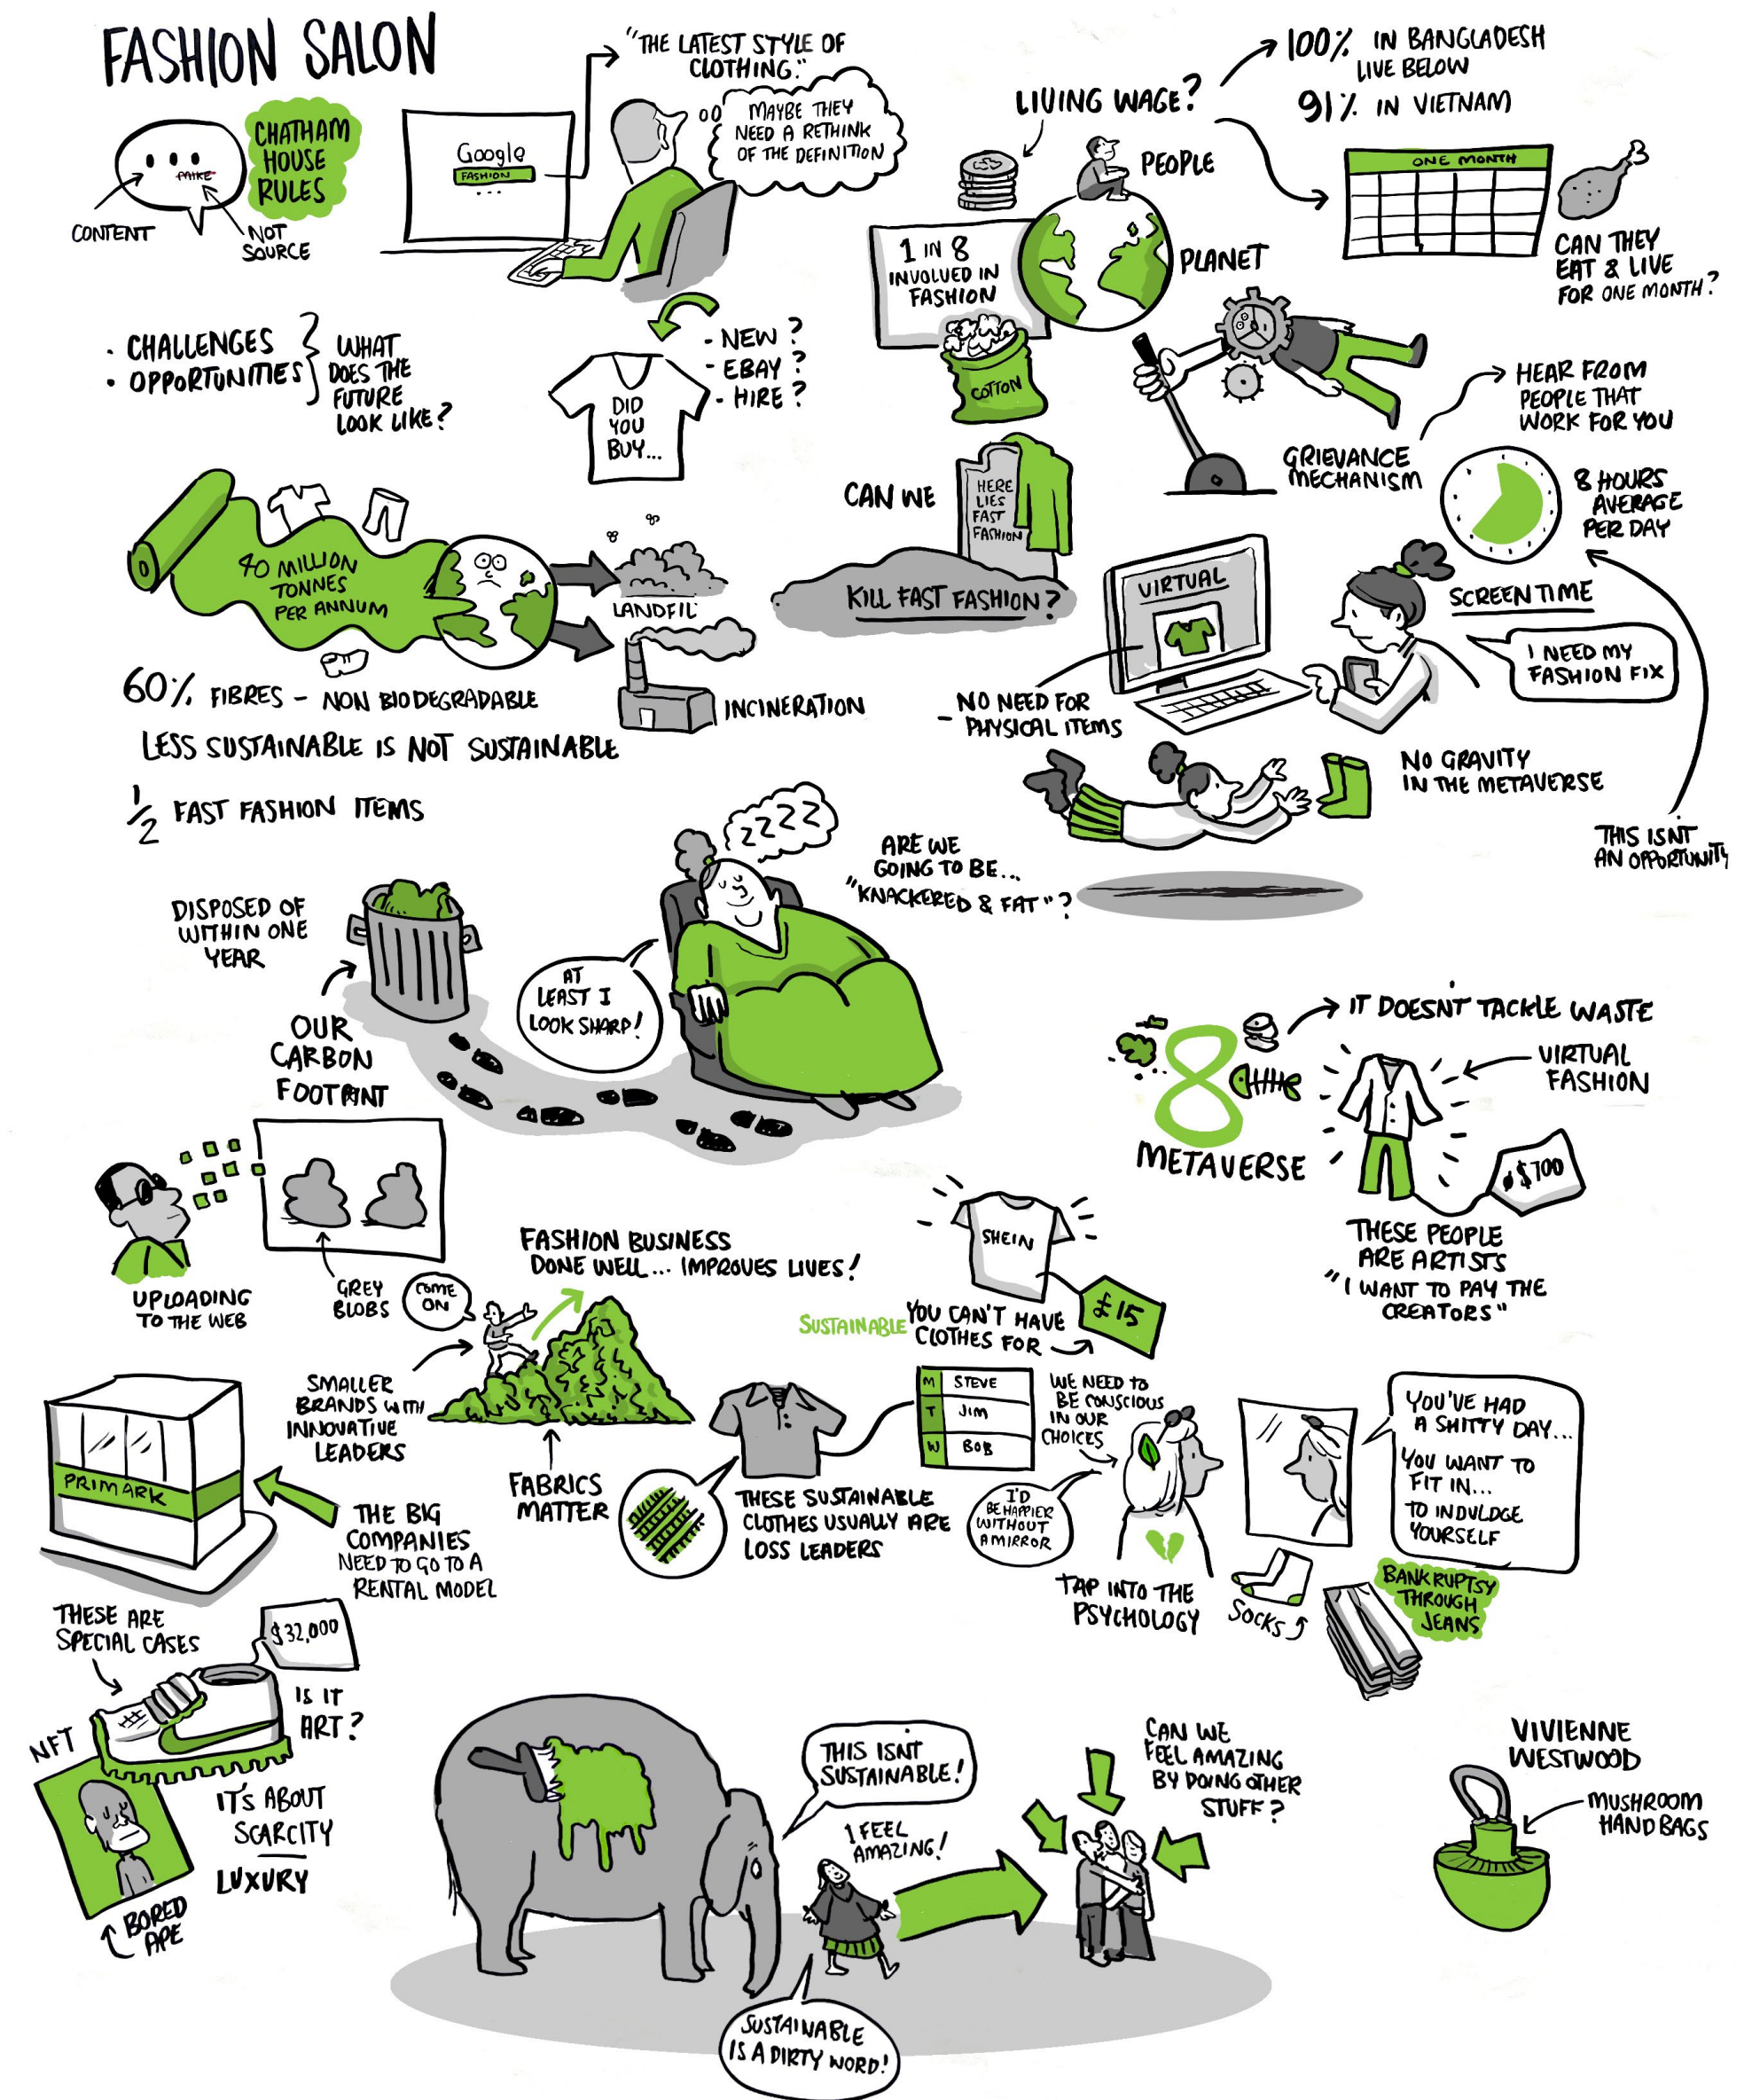 FASHION SALON
CHATHAM
HOUSE
RULES
MIKE
CONTENT
NOT
SOURCE
Google
FASHION
"THE LATEST STYLE OF
CLOTHING."
MAYBE THEY
NEED A RETHINK
OF THE DEFINITION
LIVING WAGE?
100% IN BANGLADESH
LIVE BELOW
91% IN VIETNAM
PEOPLE
PLANET
1 IN 8
INVOLVED IN
FASHION
COTTON
ONE MONTH
CAN THEY
EAT & LIVE
FOR ONE MONTH?
• CHALLENGES
• OPPORTUNITIES
WHAT
DOES THE
FUTURE
LOOK LIKE?
DID
YOU
BUY...
- NEW?
- EBAY?
- HIRE?
HEAR FROM
PEOPLE THAT
WORK FOR YOU
GRIEVANCE
MECHANISM
8 HOURS
AVERAGE
PER DAY
40 MILLION
TONNES
PER ANNUM
LANDFIL
INCINERATION
CAN WE
HERE
LIES
FAST
FASHION
KILL FAST FASHION?
VIRTUAL
SCREEN TIME
I NEED MY
FASHION FIX
NO NEED FOR
- PHYSICAL ITEMS
60% FIBRES - NON BIODEGRADABLE
LESS SUSTAINABLE IS NOT SUSTAINABLE
1/2 FAST FASHION ITEMS
NO GRAVITY
IN THE METAVERSE
THIS ISNT
AN OPPORTUNITY
ZZZZ
ARE WE
GOING TO BE...
"KNACKERED & FAT"?
DISPOSED OF
WITHIN ONE
YEAR
OUR
CARBON
FOOTPRINT
AT
LEAST I
LOOK SHARP!
8
METAVERSE
IT DOESN'T TACKLE WASTE
VIRTUAL
FASHION
$700
THESE PEOPLE
ARE ARTISTS
"I WANT TO PAY THE
CREATORS"
UPLOADING
TO THE WEB
GREY
BLOBS
COME
ON
FASHION BUSINESS
DONE WELL... IMPROVES LIVES!
SMALLER
BRANDS WITH
INNOVATIVE
LEADERS
FABRICS
MATTER
SHEIN
£15
SUSTAINABLE
YOU CAN'T HAVE
CLOTHES FOR
PRIMARK
THE BIG
COMPANIES
NEED TO GO TO A
RENTAL MODEL
M STEVE
T JIM
W BOB
THESE SUSTAINABLE
CLOTHES USUALLY ARE
LOSS LEADERS
WE NEED TO
BE CONSCIOUS
IN OUR
CHOICES
I'D
BE HAPPIER
WITHOUT
A MIRROR
TAP INTO THE
PSYCHOLOGY
YOU'VE HAD
A SHITTY DAY...
YOU WANT TO
FIT IN...
TO INDULDGE
YOURSELF
SOCKS
BANKRUPTSY
THROUGH
JEANS
THESE ARE
SPECIAL CASES
$32,000
IS IT
ART?
NFT
IT'S ABOUT
SCARCITY
LUXURY
BORED
APE
THIS ISNT
SUSTAINABLE!
I FEEL
AMAZING!
SUSTAINABLE
IS A DIRTY WORD!
CAN WE
FEEL AMAZING
BY DOING OTHER
STUFF?
VIVIENNE
WESTWOOD
MUSHROOM
HANDBAGS